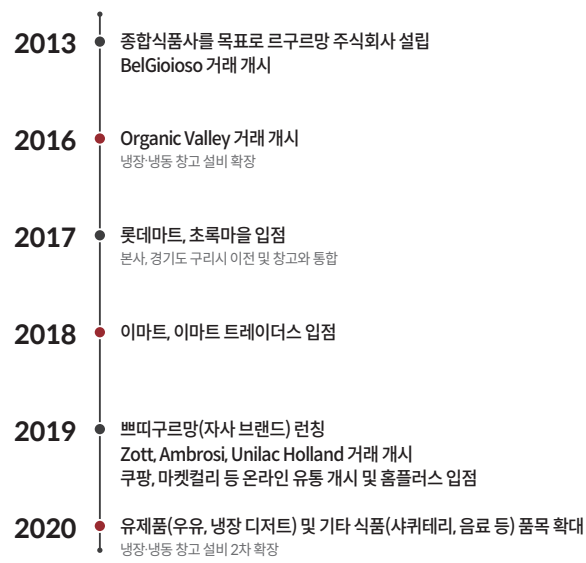 2013
종합식품사를 목표로 르구르망 주식회사 설립
BelGioioso 거래 개시
2016
Organic Valley 거래 개시
냉장·냉동 창고 설비 확장
2017
롯데마트, 초록마을 입점
본사, 경기도 구리시 이전 및 창고와 통합
2018
이마트, 이마트 트레이더스 입점
2019
쁘띠구르망(자사 브랜드) 런칭
Zott, Ambrosi, Unilac Holland 거래 개시
쿠팡, 마켓컬리 등 온라인 유통 개시 및 홈플러스 입점
2020
유제품(우유, 냉장 디저트) 및 기타 식품(샤퀴테리, 음료 등) 품목 확대
냉장·냉동 창고 설비 2차 확장